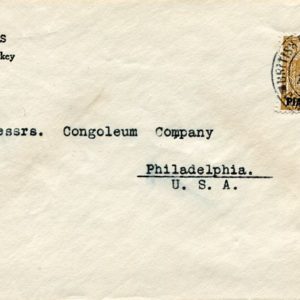 S
key
essrs. Congoleum Company
Philadelphia.
U. S. A.